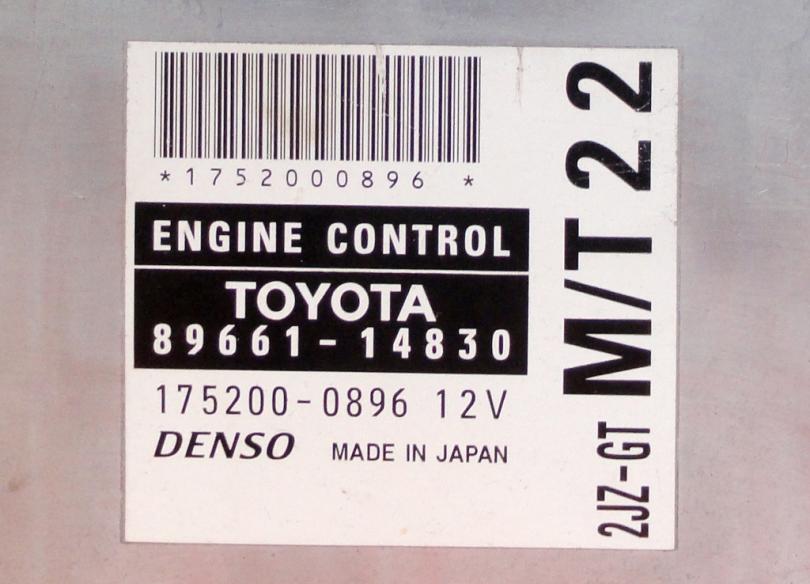 *1752000896 *
ENGINE CONTROL
TOYOTA
89661-14830
175200-0896 12V
DENSO MADE IN JAPAN
2JZ-GT M/T 22